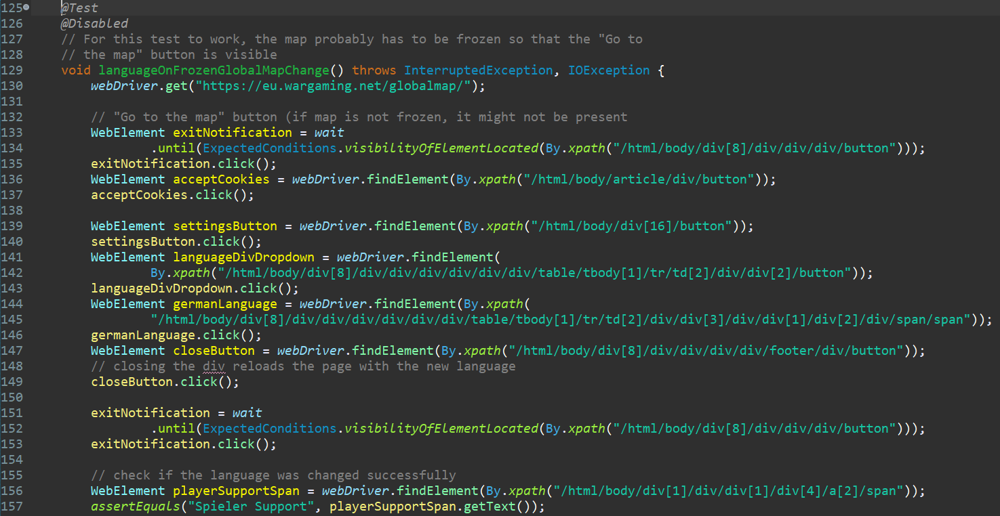 125 @Test
126 @Disabled
127 // For this test to work, the map probably has to be frozen so that the "Go to
128 // the map" button is visible
129 void languageOnFrozenGlobalMapChange() throws InterruptedException, IOException {
130 webDriver.get("https://eu.wargaming.net/globalmap/");
131
132 // "Go to the map" button (if map is not frozen, it might not be present
133 WebElement exitNotification = wait
134 .until(ExpectedConditions.visibilityOfElementLocated(By.xpath("/html/body/div[8]/div/div/div/button")));
135 exitNotification.click();
136 WebElement acceptCookies = webDriver.findElement(By.xpath("/html/body/article/div/button"));
137 acceptCookies.click();
138
139 WebElement settingsButton = webDriver.findElement(By.xpath("/html/body/div[16]/button"));
140 settingsButton.click();
141 WebElement languageDivDropdown = webDriver.findElement(
142 By.xpath("/html/body/div[8]/div/div/div/div/div/div/table/tbody[1]/tr/td[2]/div/div[2]/button"));
143 languageDivDropdown.click();
144 WebElement germanLanguage = webDriver.findElement(By.xpath(
145 "/html/body/div[8]/div/div/div/div/div/div/table/tbody[1]/tr/td[2]/div/div[3]/div/div[1]/div[2]/div/span/span"));
146 germanLanguage.click();
147 WebElement closeButton = webDriver.findElement(By.xpath("/html/body/div[8]/div/div/div/div/footer/div/button"));
148 // closing the div reloads the page with the new language
149 closeButton.click();
150
151 exitNotification = wait
152 .until(ExpectedConditions.visibilityOfElementLocated(By.xpath("/html/body/div[8]/div/div/div/button")));
153 exitNotification.click();
154
155 // check if the language was changed successfully
156 WebElement playerSupportSpan = webDriver.findElement(By.xpath("/html/body/div[1]/div/div[1]/div[4]/a[2]/span"));
157 assertEquals("Spieler Support", playerSupportSpan.getText());